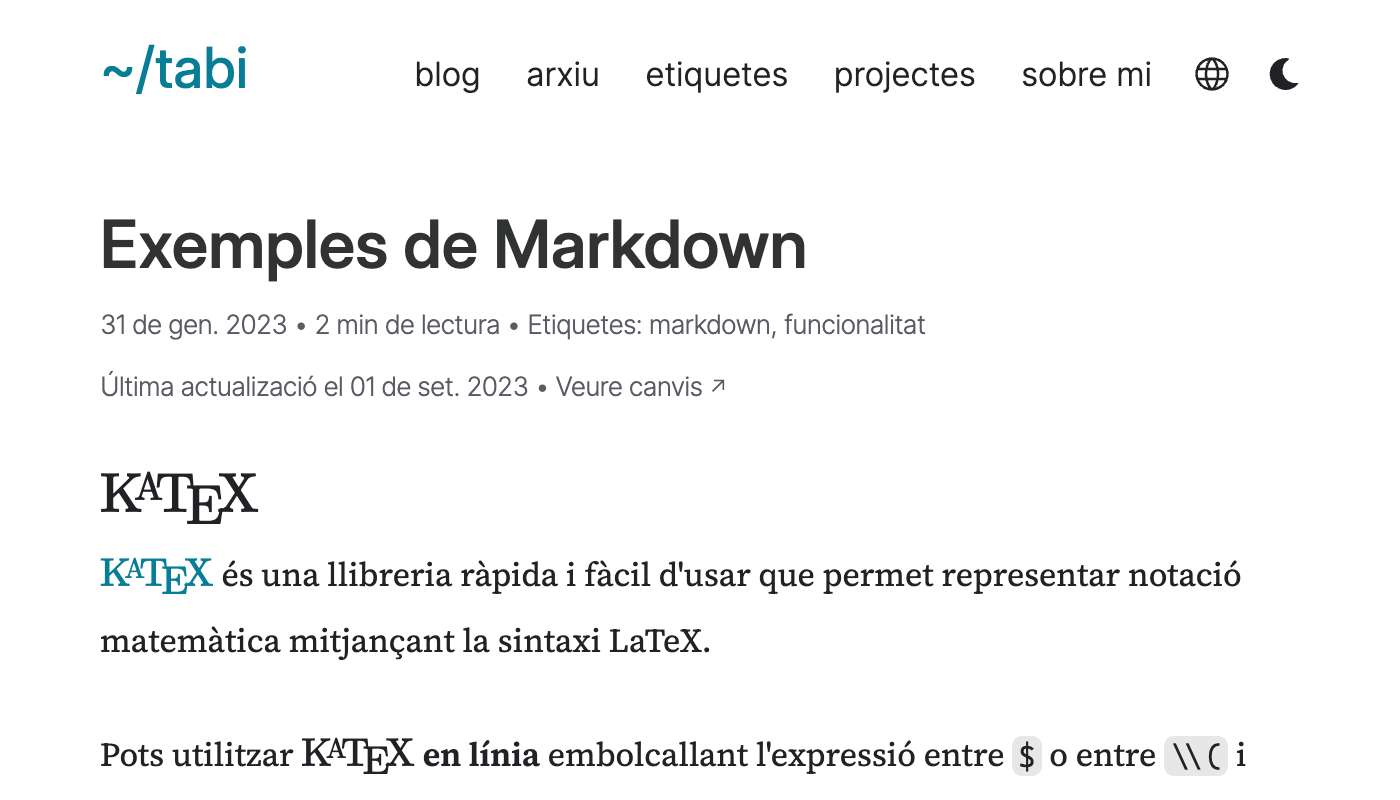 ~/tabi blog arxiu etiquetes projectes sobre mi
Exemples de Markdown
31 de gen. 2023 • 2 min de lectura • Etiquetes: markdown, funcionalitat
Última actualització el 01 de set. 2023 • Veure canvis ↗
KATEX
KATEX és una llibreria ràpida i fàcil d'usar que permet representar notació
matemàtica mitjançant la sintaxi LaTeX.
Pots utilitzar KATEX en línia embolcallant l'expressió entre $ o entre \\( i